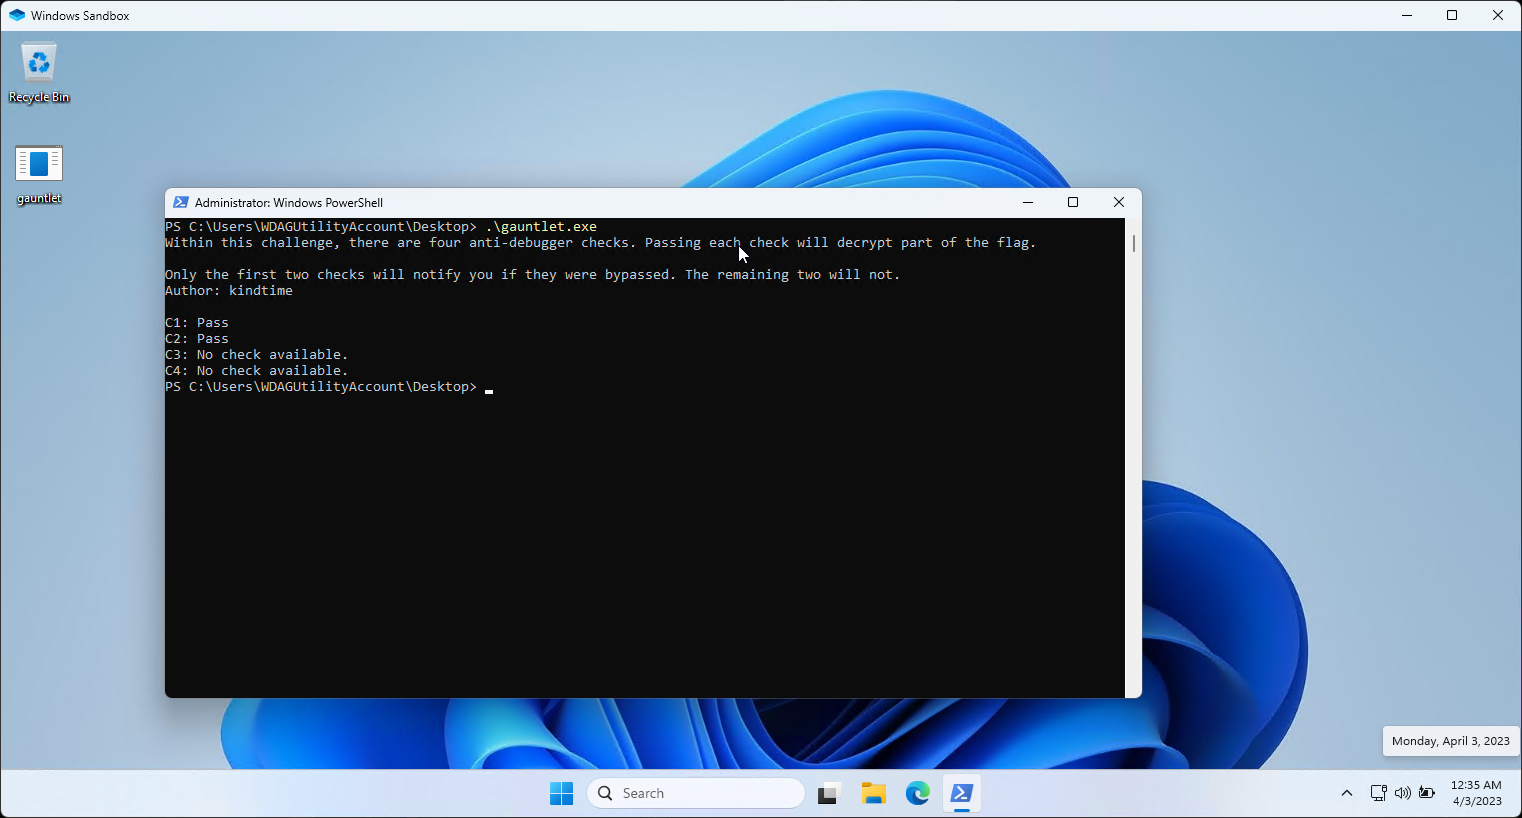 Windows Sandbox
Recycle Bin
gauntlet
Administrator: Windows PowerShell
PS C:\Users\WDAGUtilityAccount\Desktop> .\gauntlet.exe
Within this challenge, there are four anti-debugger checks. Passing each check will decrypt part of the flag.
Only the first two checks will notify you if they were bypassed. The remaining two will not.
Author: kindtime
C1: Pass
C2: Pass
C3: No check available.
C4: No check available.
PS C:\Users\WDAGUtilityAccount\Desktop>
Monday, April 3, 2023
Search
12:35 AM
4/3/2023